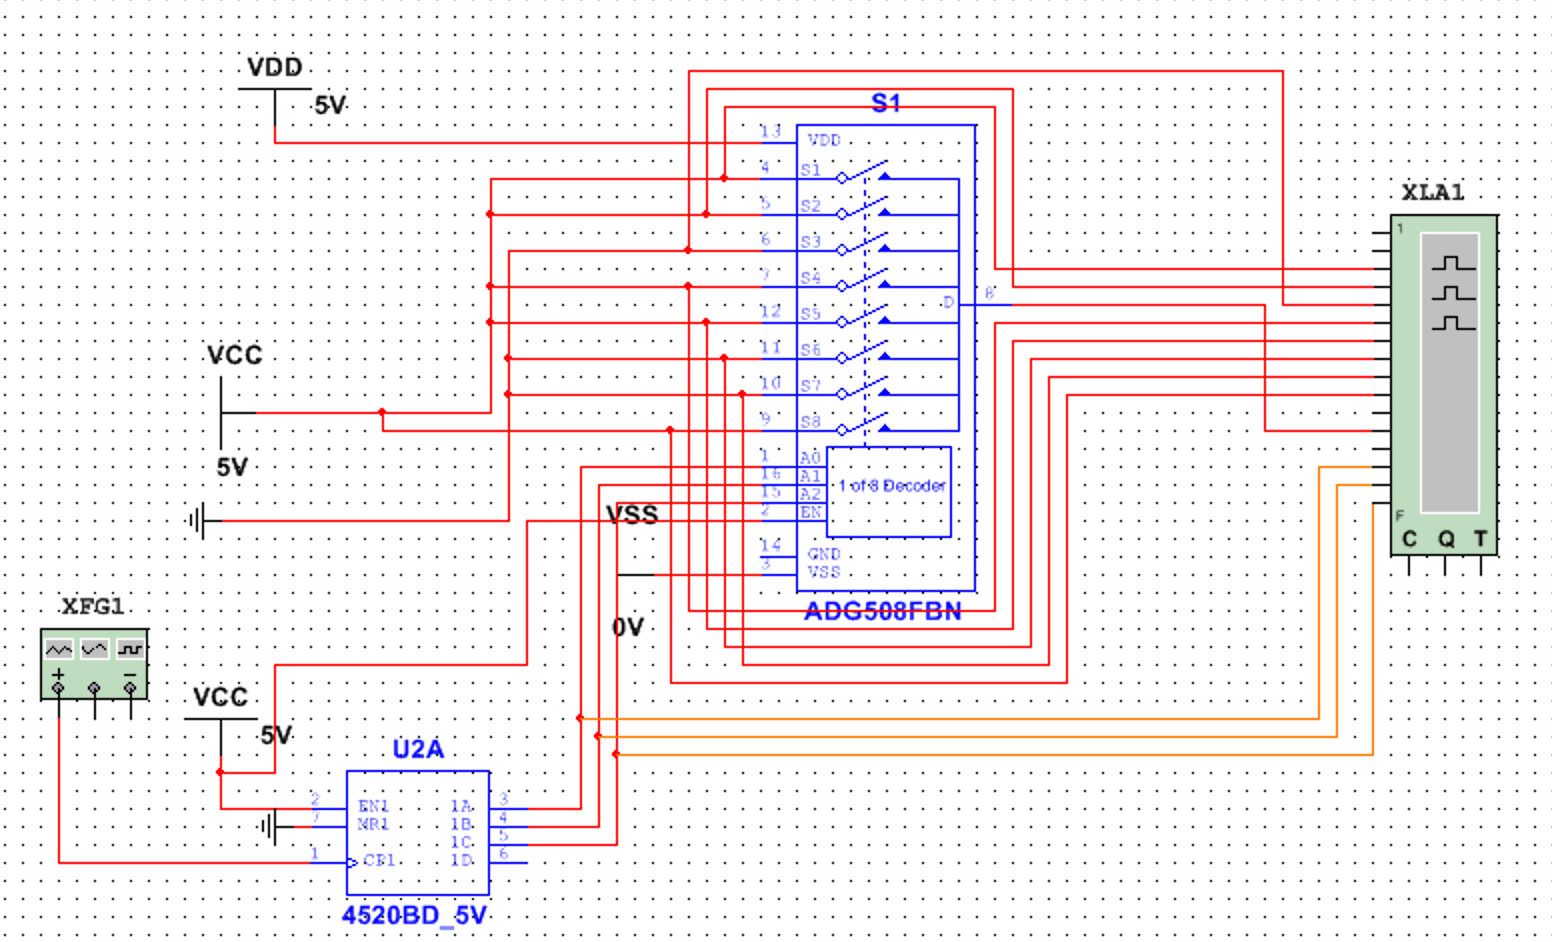 VDD
5V
S1
13
VDD
4
S1
5
S2
6
S3
7
S4
12
S5
11
S6
10
S7
9
S8
D
8
1
A0
16
A1
15
A2
2
EN
1 of 8 Decoder
14
GND
3
VSS
ADG508FBN
XLA1
1
F
C Q T
VCC
5V
VSS
0V
XFG1
+
–
VCC
5V
U2A
2
EN1
1A
3
7
MR1
1B
4
1C
5
1
CP1
1D
6
4520BD_5V